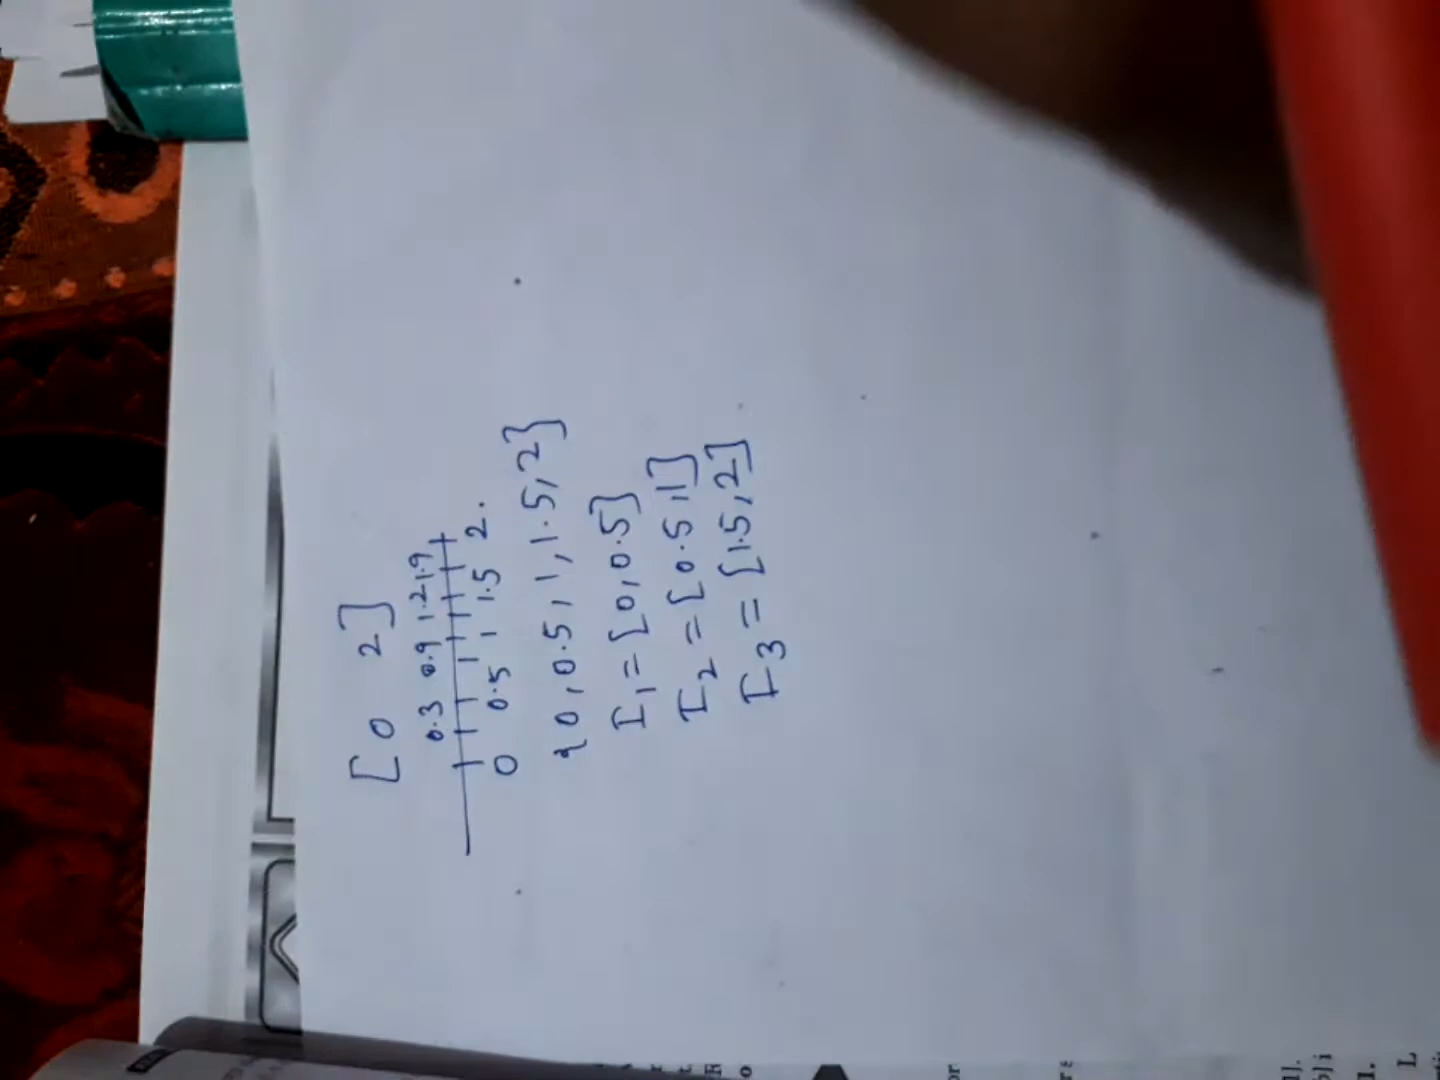 [0 2]
0.3 0.9 1.2 1.9
0 0.5 1 1.5 2.
{0, 0.5, 1, 1.5, 2}
I1 = [0, 0.5]
I2 = [0.5, 1]
I3 = [1.5, 2]